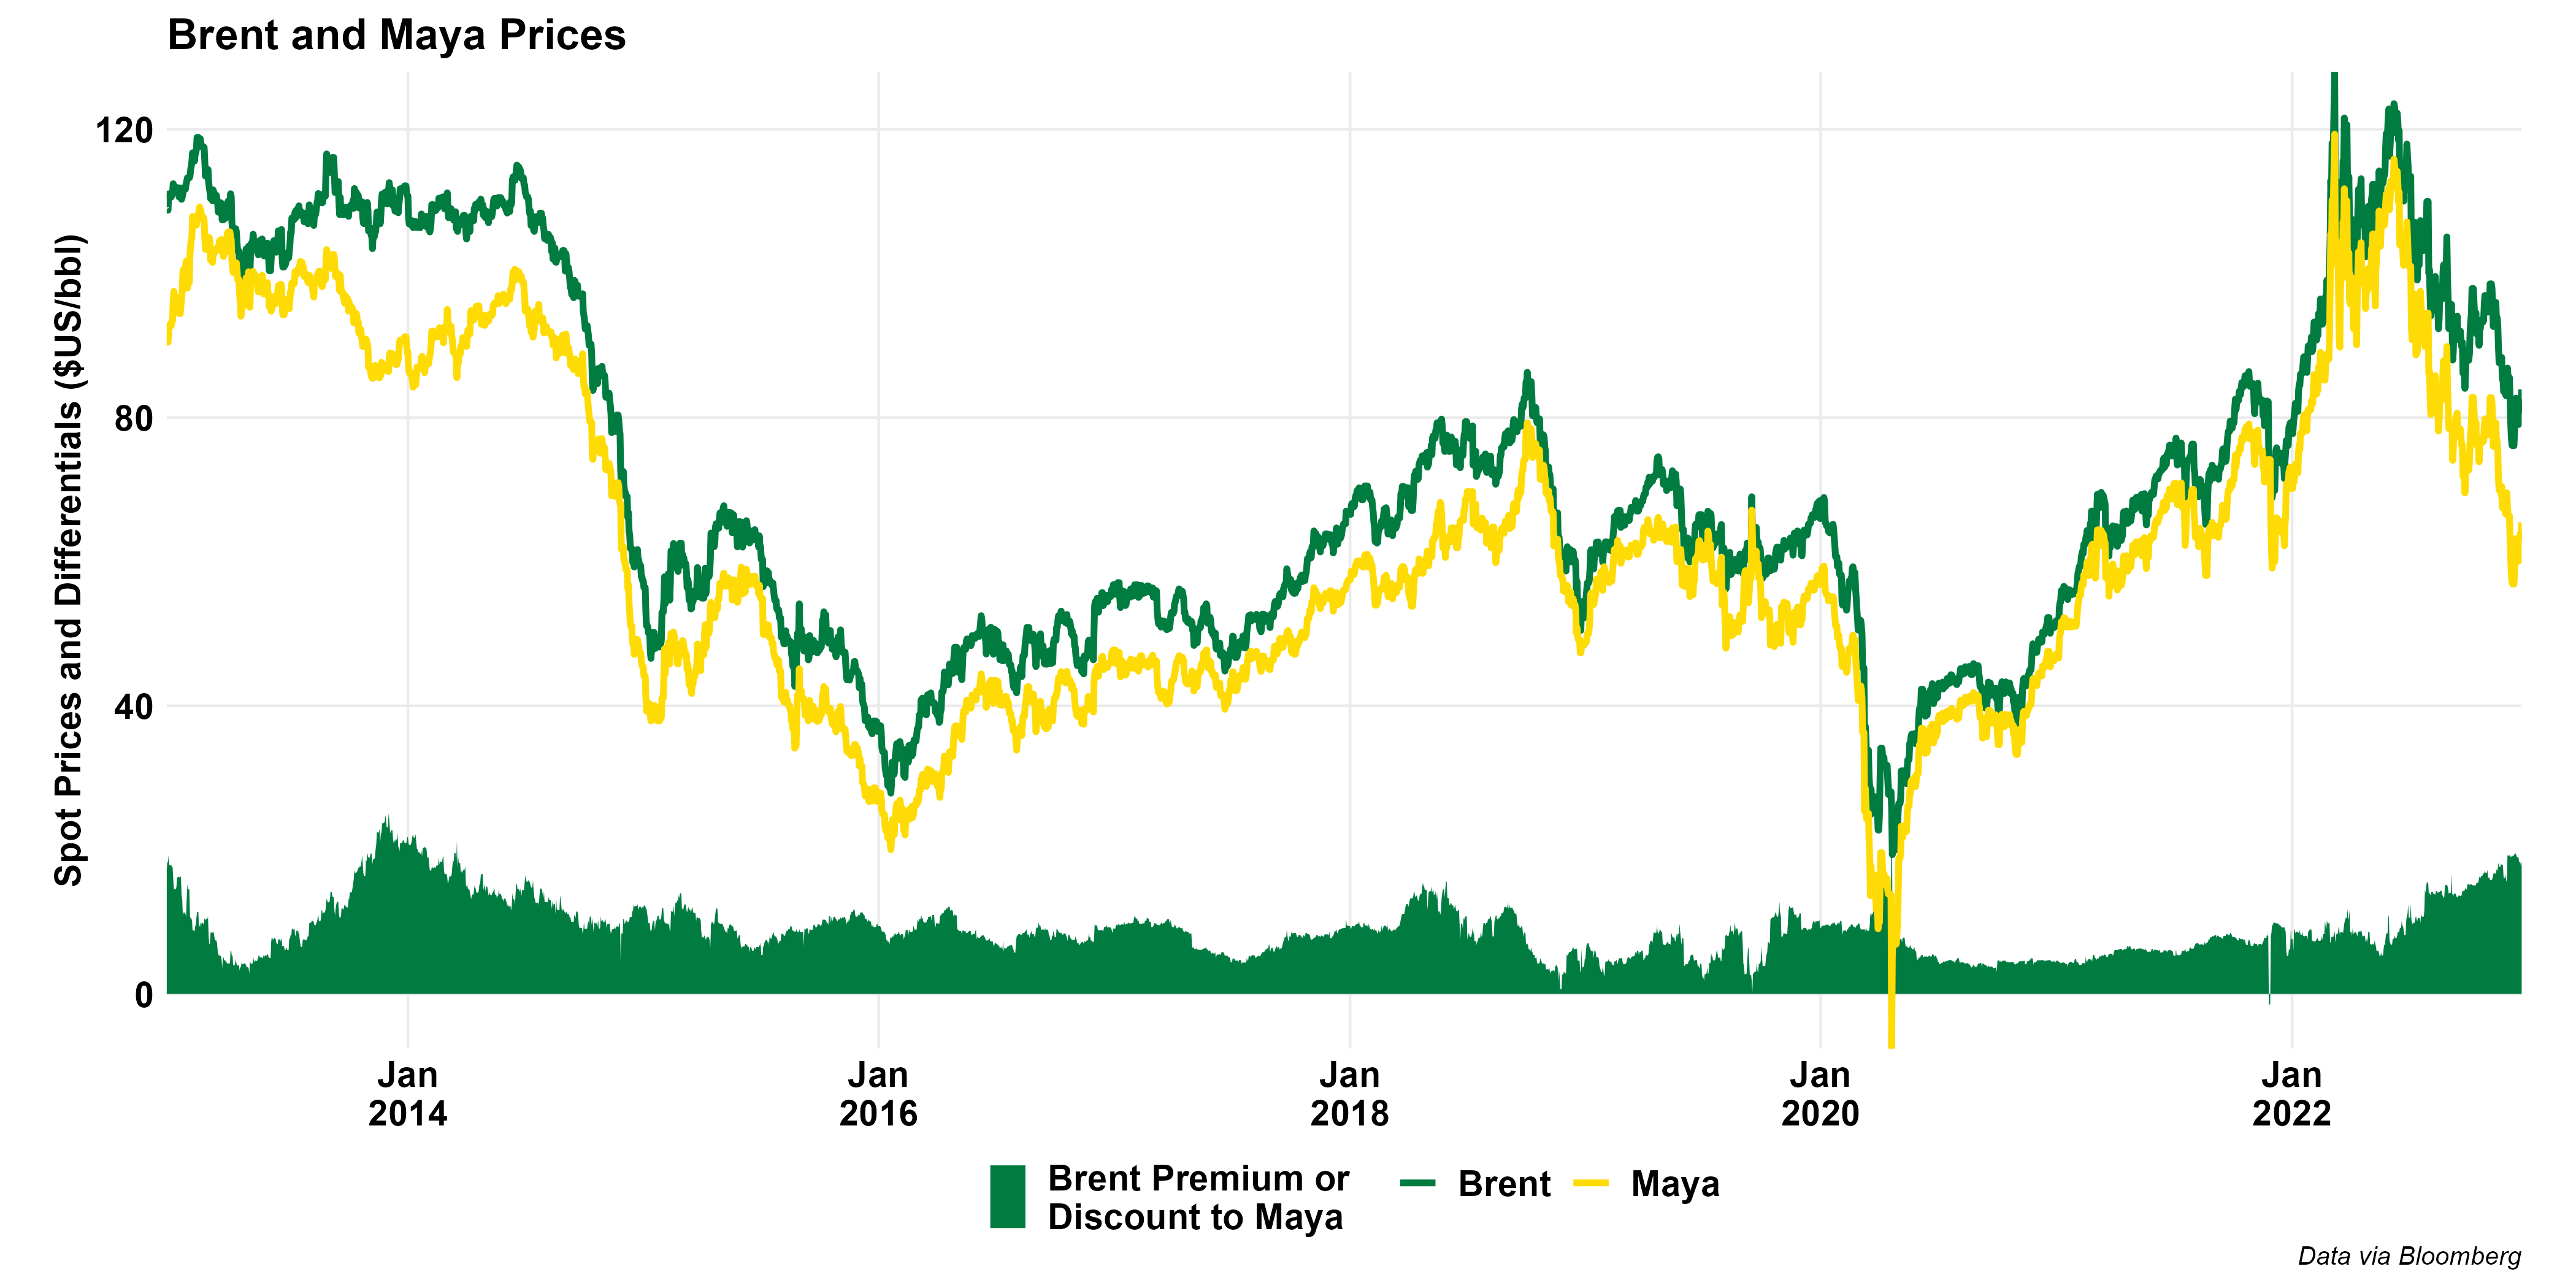 Brent and Maya Prices
Spot Prices and Differentials ($US/bbl)
120
80
40
0
Jan
2014
Jan
2016
Jan
2018
Jan
2020
Jan
2022
Brent Premium or
Discount to Maya
Brent
Maya
Data via Bloomberg